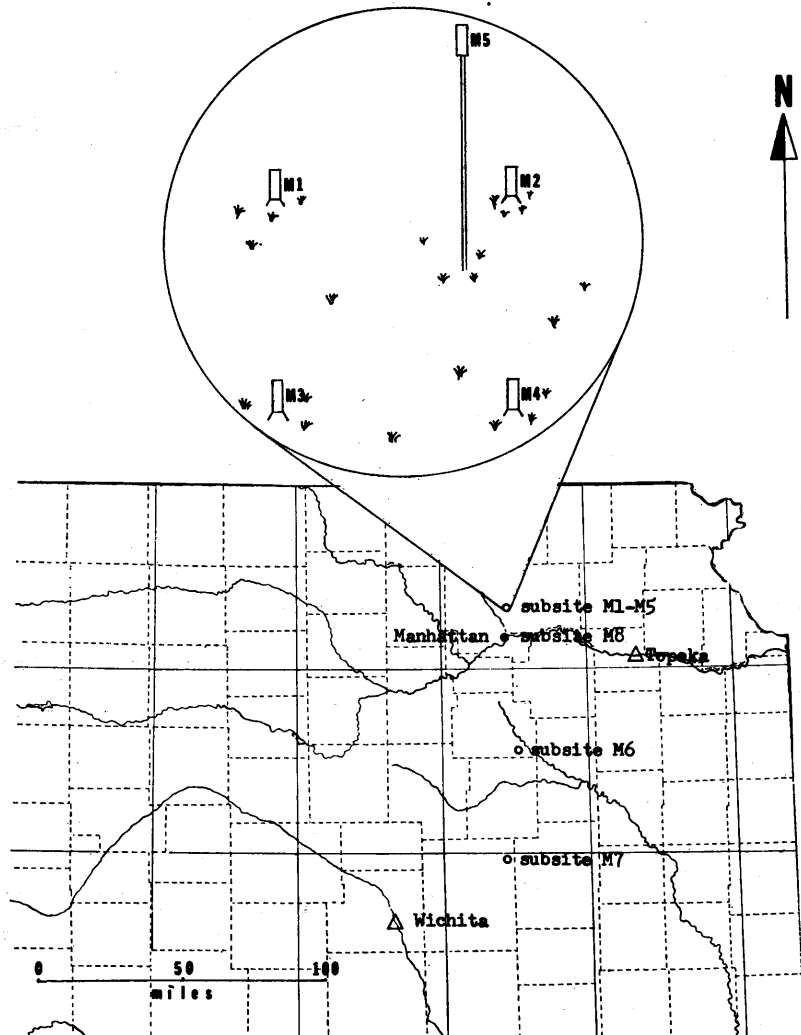 M5
N
M1
M2
M3
M4
subsite M1-M5
Manhattan subsite M8
Topeka
subsite M6
subsite M7
Wichita
0 50 100
miles